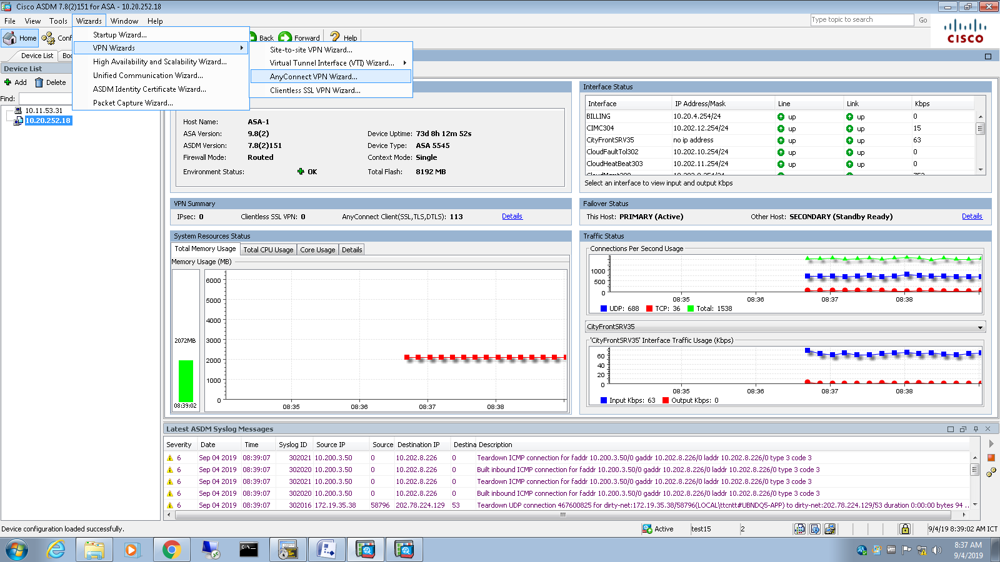 Cisco ASDM 7.8(2)151 for ASA - 10.20.252.18
File View Tools Wizards Window Help
Type topic to search Go
CISCO
Home
Back Forward Help
Startup Wizard...
VPN Wizards
High Availability and Scalability Wizard...
Unified Communication Wizard...
ASDM Identity Certificate Wizard...
Packet Capture Wizard...
Site-to-site VPN Wizard...
Virtual Tunnel Interface (VTI) Wizard...
AnyConnect VPN Wizard...
Clientless SSL VPN Wizard...
Device List
Device List
Add Delete
Find:
10.11.53.31
10.20.252.18
Host Name: ASA-1
ASA Version: 9.8(2) Device Uptime: 73d 8h 12m 52s
ASDM Version: 7.8(2)151 Device Type: ASA 5545
Firewall Mode: Routed Context Mode: Single
Environment Status: OK Total Flash: 8192 MB
Interface Status
Interface IP Address/Mask Line Link Kbps
BILLING 10.20.4.254/24 up up 0
CIMC304 10.202.12.254/24 up up 15
CityFrontSRV35 no ip address up up 63
CloudFaultTol302 10.202.10.254/24 up up 0
CloudHeatBeat303 10.202.11.254/24 up up 0
Select an interface to view input and output Kbps
VPN Summary
IPsec: 0 Clientless SSL VPN: 0 AnyConnect Client(SSL,TLS,DTLS): 113 Details
Failover Status
This Host: PRIMARY (Active) Other Host: SECONDARY (Standby Ready) Details
System Resources Status
Total Memory Usage Total CPU Usage Core Usage Details
Memory Usage (MB)
2072MB
08:39:02
6000
5000
4000
3000
2000
1000
0
08:35 08:36 08:37 08:38
Traffic Status
Connections Per Second Usage
1000
500
0
08:35 08:36 08:37 08:38
UDP: 688 TCP: 36 Total: 1538
CityFrontSRV35
'CityFrontSRV35' Interface Traffic Usage (Kbps)
60
40
20
0
08:35 08:36 08:37 08:38
Input Kbps: 63 Output Kbps: 0
Latest ASDM Syslog Messages
Severity Date Time Syslog ID Source IP Source Destination IP Destina Description
6 Sep 04 2019 08:39:07 302021 10.200.3.50 0 10.202.8.226 0 Teardown ICMP connection for faddr 10.200.3.50/0 gaddr 10.202.8.226/0 laddr 10.202.8.226/0 type 3 code 3
6 Sep 04 2019 08:39:07 302020 10.200.3.50 0 10.202.8.226 0 Built inbound ICMP connection for faddr 10.200.3.50/0 gaddr 10.202.8.226/0 laddr 10.202.8.226/0 type 3 code 3
6 Sep 04 2019 08:39:07 302021 10.200.3.50 0 10.202.8.226 0 Teardown ICMP connection for faddr 10.200.3.50/0 gaddr 10.202.8.226/0 laddr 10.202.8.226/0 type 3 code 3
6 Sep 04 2019 08:39:07 302020 10.200.3.50 0 10.202.8.226 0 Built inbound ICMP connection for faddr 10.200.3.50/0 gaddr 10.202.8.226/0 laddr 10.202.8.226/0 type 3 code 3
6 Sep 04 2019 08:39:07 302016 172.19.35.38 58796 202.78.224.129 53 Teardown UDP connection 467600825 for dirty-net:172.19.35.38/58796(LOCAL\ttcntt#UBNDQ5-APP) to dirty-net:202.78.224.129/53 duration 0:00:00 bytes 94 ...
Device configuration loaded successfully.
Active test15 2 9/4/19 8:39:02 AM ICT
8:37 AM
9/4/2019